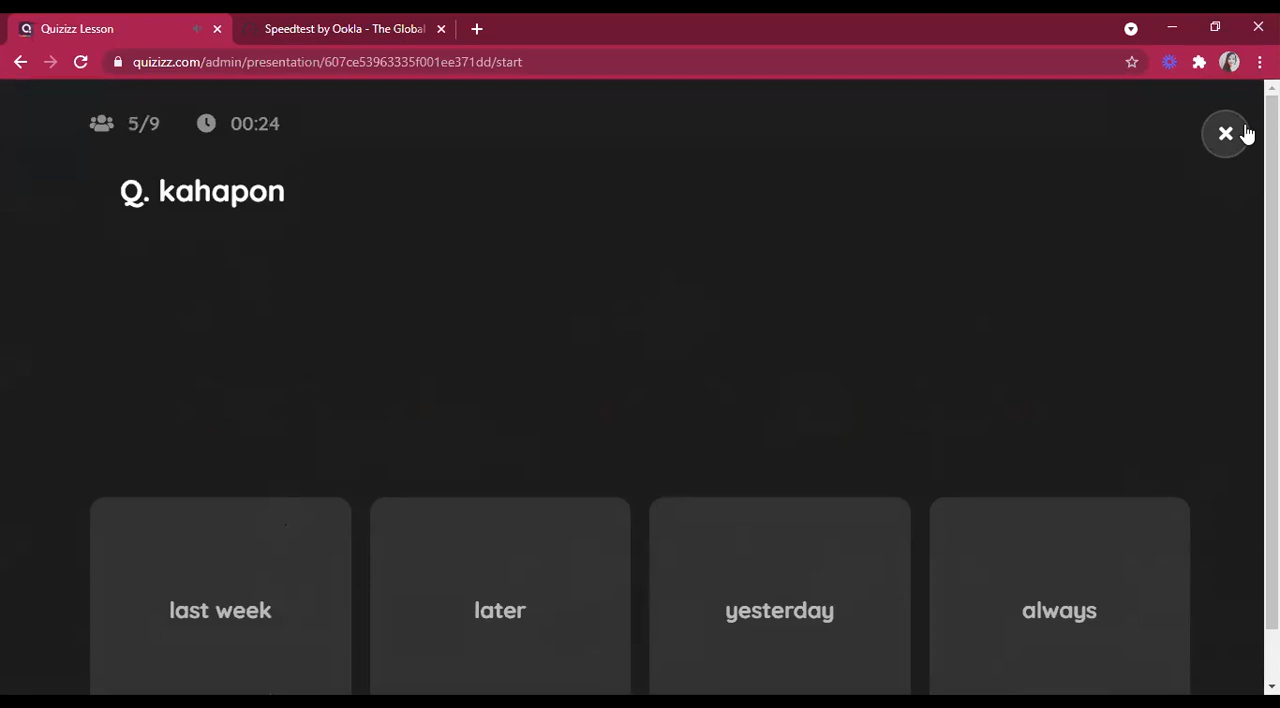 Quizizz Lesson
Speedtest by Ookla - The Global
quizizz.com/admin/presentation/607ce53963335f001ee371dd/start
5/9
00:24
Q. kahapon
last week
later
yesterday
always